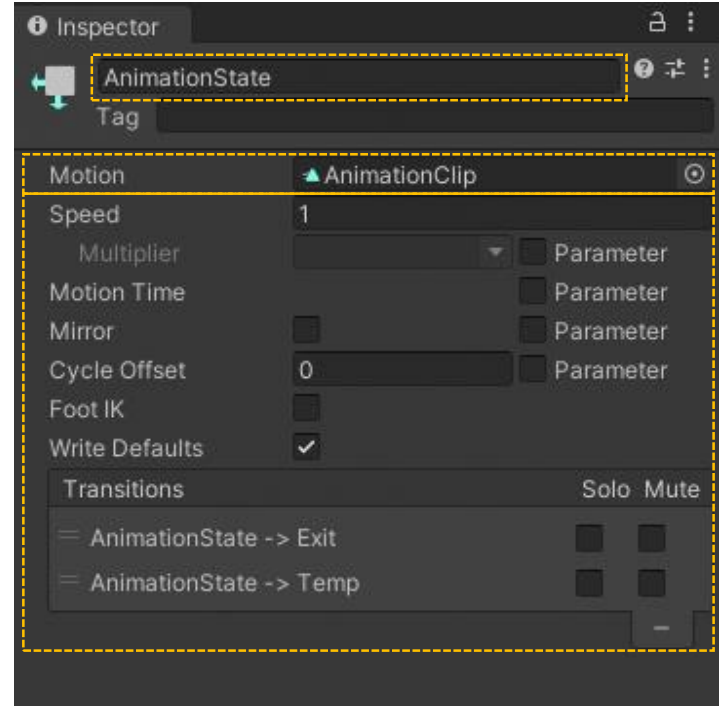 Inspector
AnimationState
Tag
Motion AnimationClip
Speed 1
Multiplier Parameter
Motion Time Parameter
Mirror Parameter
Cycle Offset 0 Parameter
Foot IK
Write Defaults
Transitions Solo Mute
AnimationState -> Exit
AnimationState -> Temp